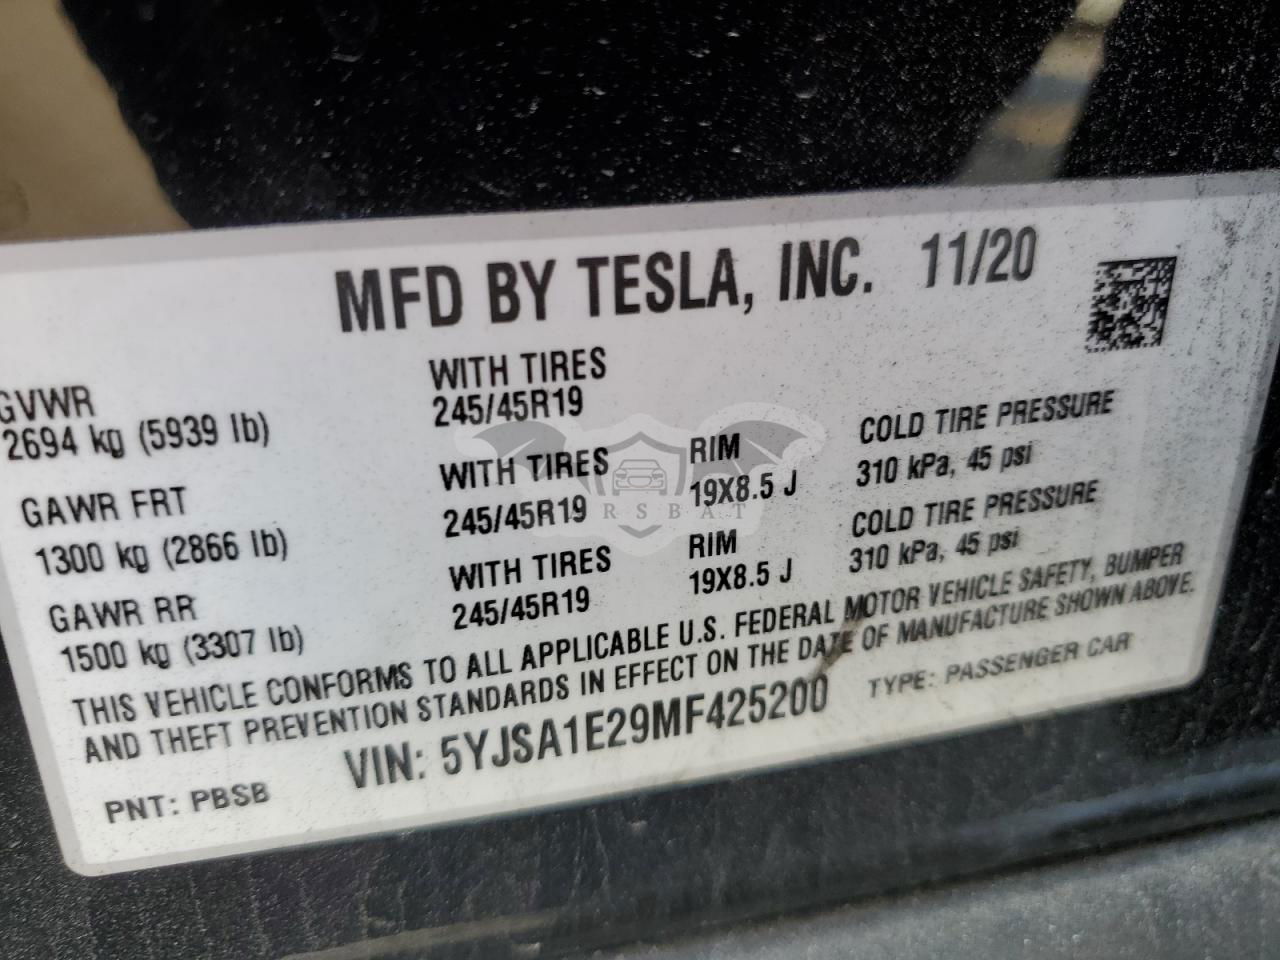 MFD BY TESLA, INC. 11/20
GVWR WITH TIRES
2694 kg (5939 lb) 245/45R19
GAWR FRT WITH TIRES RIM COLD TIRE PRESSURE
1300 kg (2866 lb) 245/45R19 19X8.5 J 310 kPa, 45 psi
GAWR RR WITH TIRES RIM COLD TIRE PRESSURE
1500 kg (3307 lb) 245/45R19 19X8.5 J 310 kPa, 45 psi
THIS VEHICLE CONFORMS TO ALL APPLICABLE U.S. FEDERAL MOTOR VEHICLE SAFETY, BUMPER
AND THEFT PREVENTION STANDARDS IN EFFECT ON THE DATE OF MANUFACTURE SHOWN ABOVE.
VIN: 5YJSA1E29MF425200 TYPE: PASSENGER CAR
PNT: PBSB